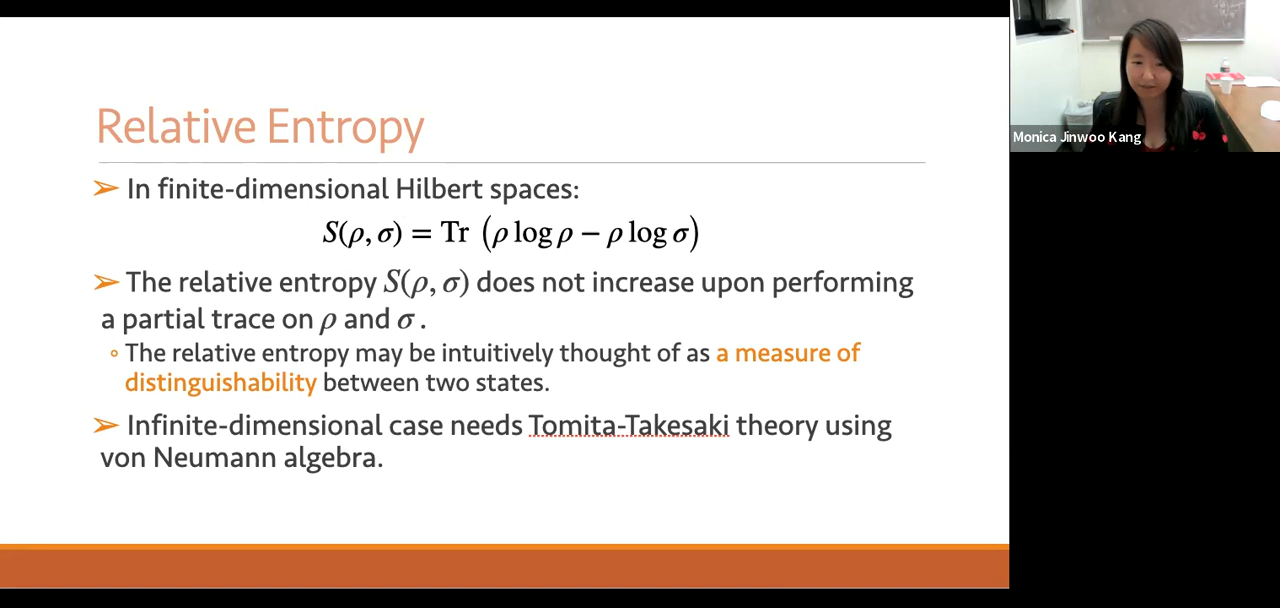 Relative Entropy
➢ In finite-dimensional Hilbert spaces:
S(ρ, σ) = Tr (ρ log ρ − ρ log σ)
➢ The relative entropy S(ρ, σ) does not increase upon performing
a partial trace on ρ and σ .
∘ The relative entropy may be intuitively thought of as a measure of
distinguishability between two states.
➢ Infinite-dimensional case needs Tomita-Takesaki theory using
von Neumann algebra.
Monica Jinwoo Kang